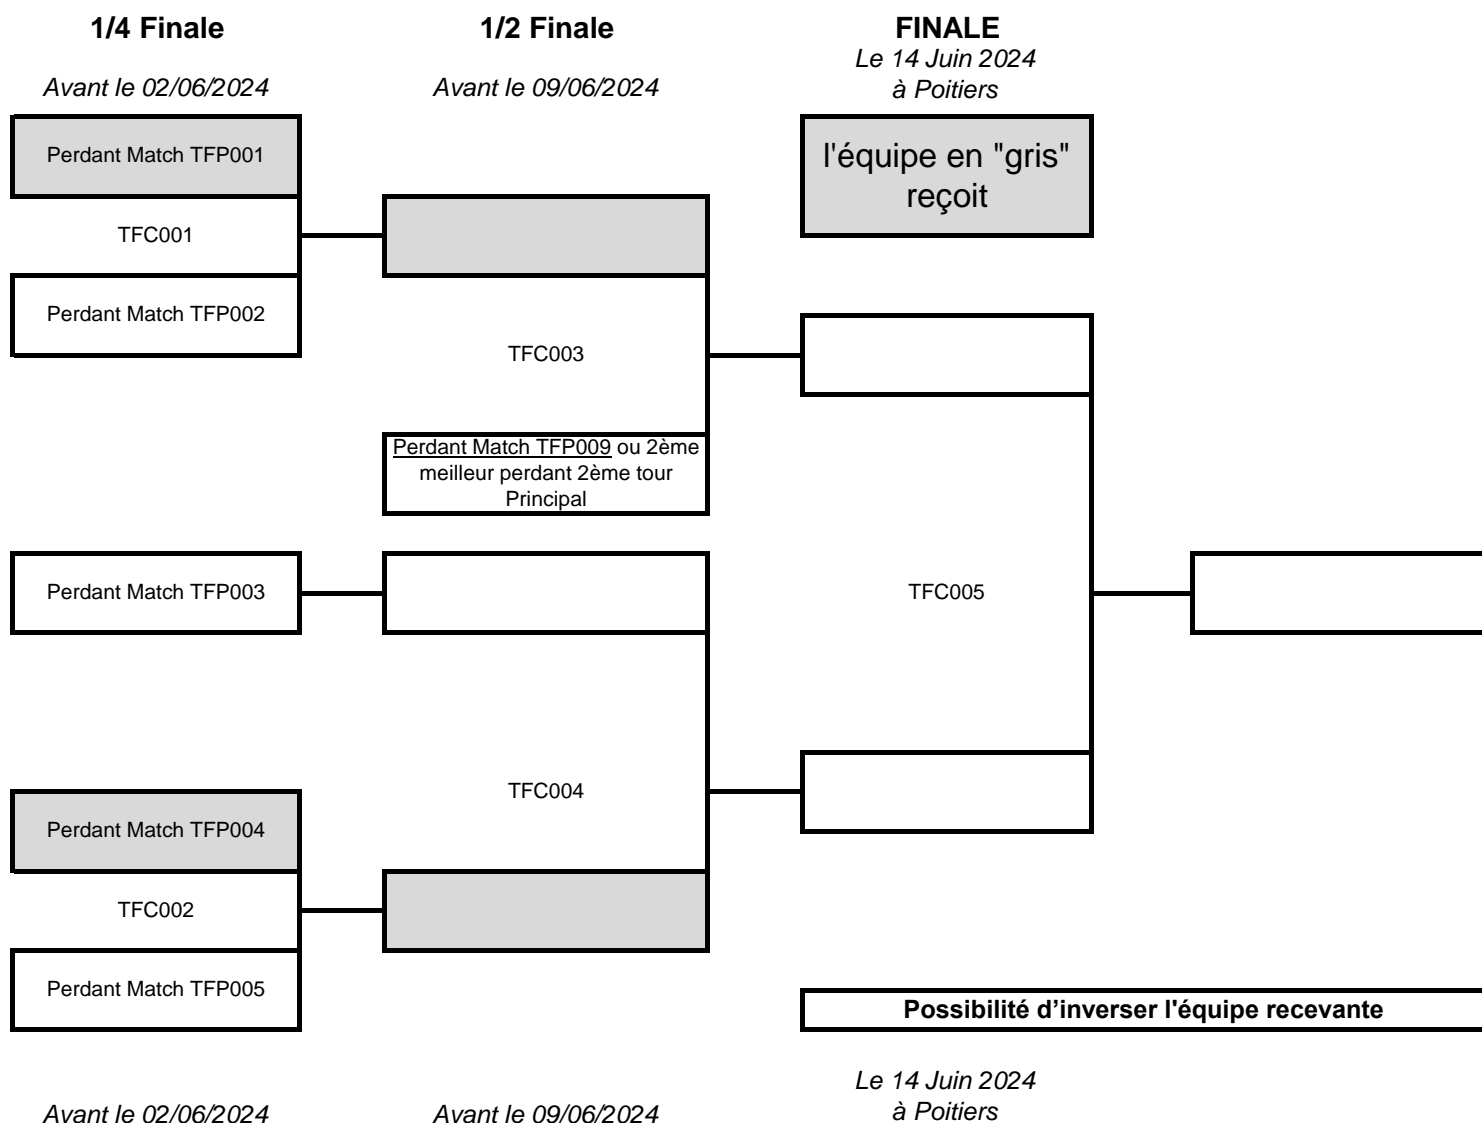 1/4 Finale
1/2 Finale
FINALE
Le 14 Juin 2024
à Poitiers
Avant le 02/06/2024
Avant le 09/06/2024
Perdant Match TFP001
l'équipe en "gris"
reçoit
TFC001
Perdant Match TFP002
TFC003
Perdant Match TFP009 ou 2ème
meilleur perdant 2ème tour
Principal
Perdant Match TFP003
TFC005
TFC004
Perdant Match TFP004
TFC002
Perdant Match TFP005
Possibilité d’inverser l'équipe recevante
Le 14 Juin 2024
à Poitiers
Avant le 02/06/2024
Avant le 09/06/2024